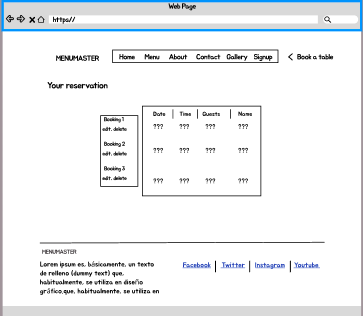 Web Page
https//
MENUMASTER Home Menu About Contact Gallery Signup Book a table
Your reservation
Date Time Guests Name
Booking 1
edit. delete ??? ??? ??? ???
Booking 2
edit. delete ??? ??? ??? ???
Booking 3
edit. delete ??? ??? ??? ???
MENUMASTER
Lorem ipsum es, básicamente, un texto
de relleno (dummy text) que,
habitualmente, se utiliza en diseño
gráfico.que, habitualmente, se utiliza en
Facebook Twitter Instagram Youtube